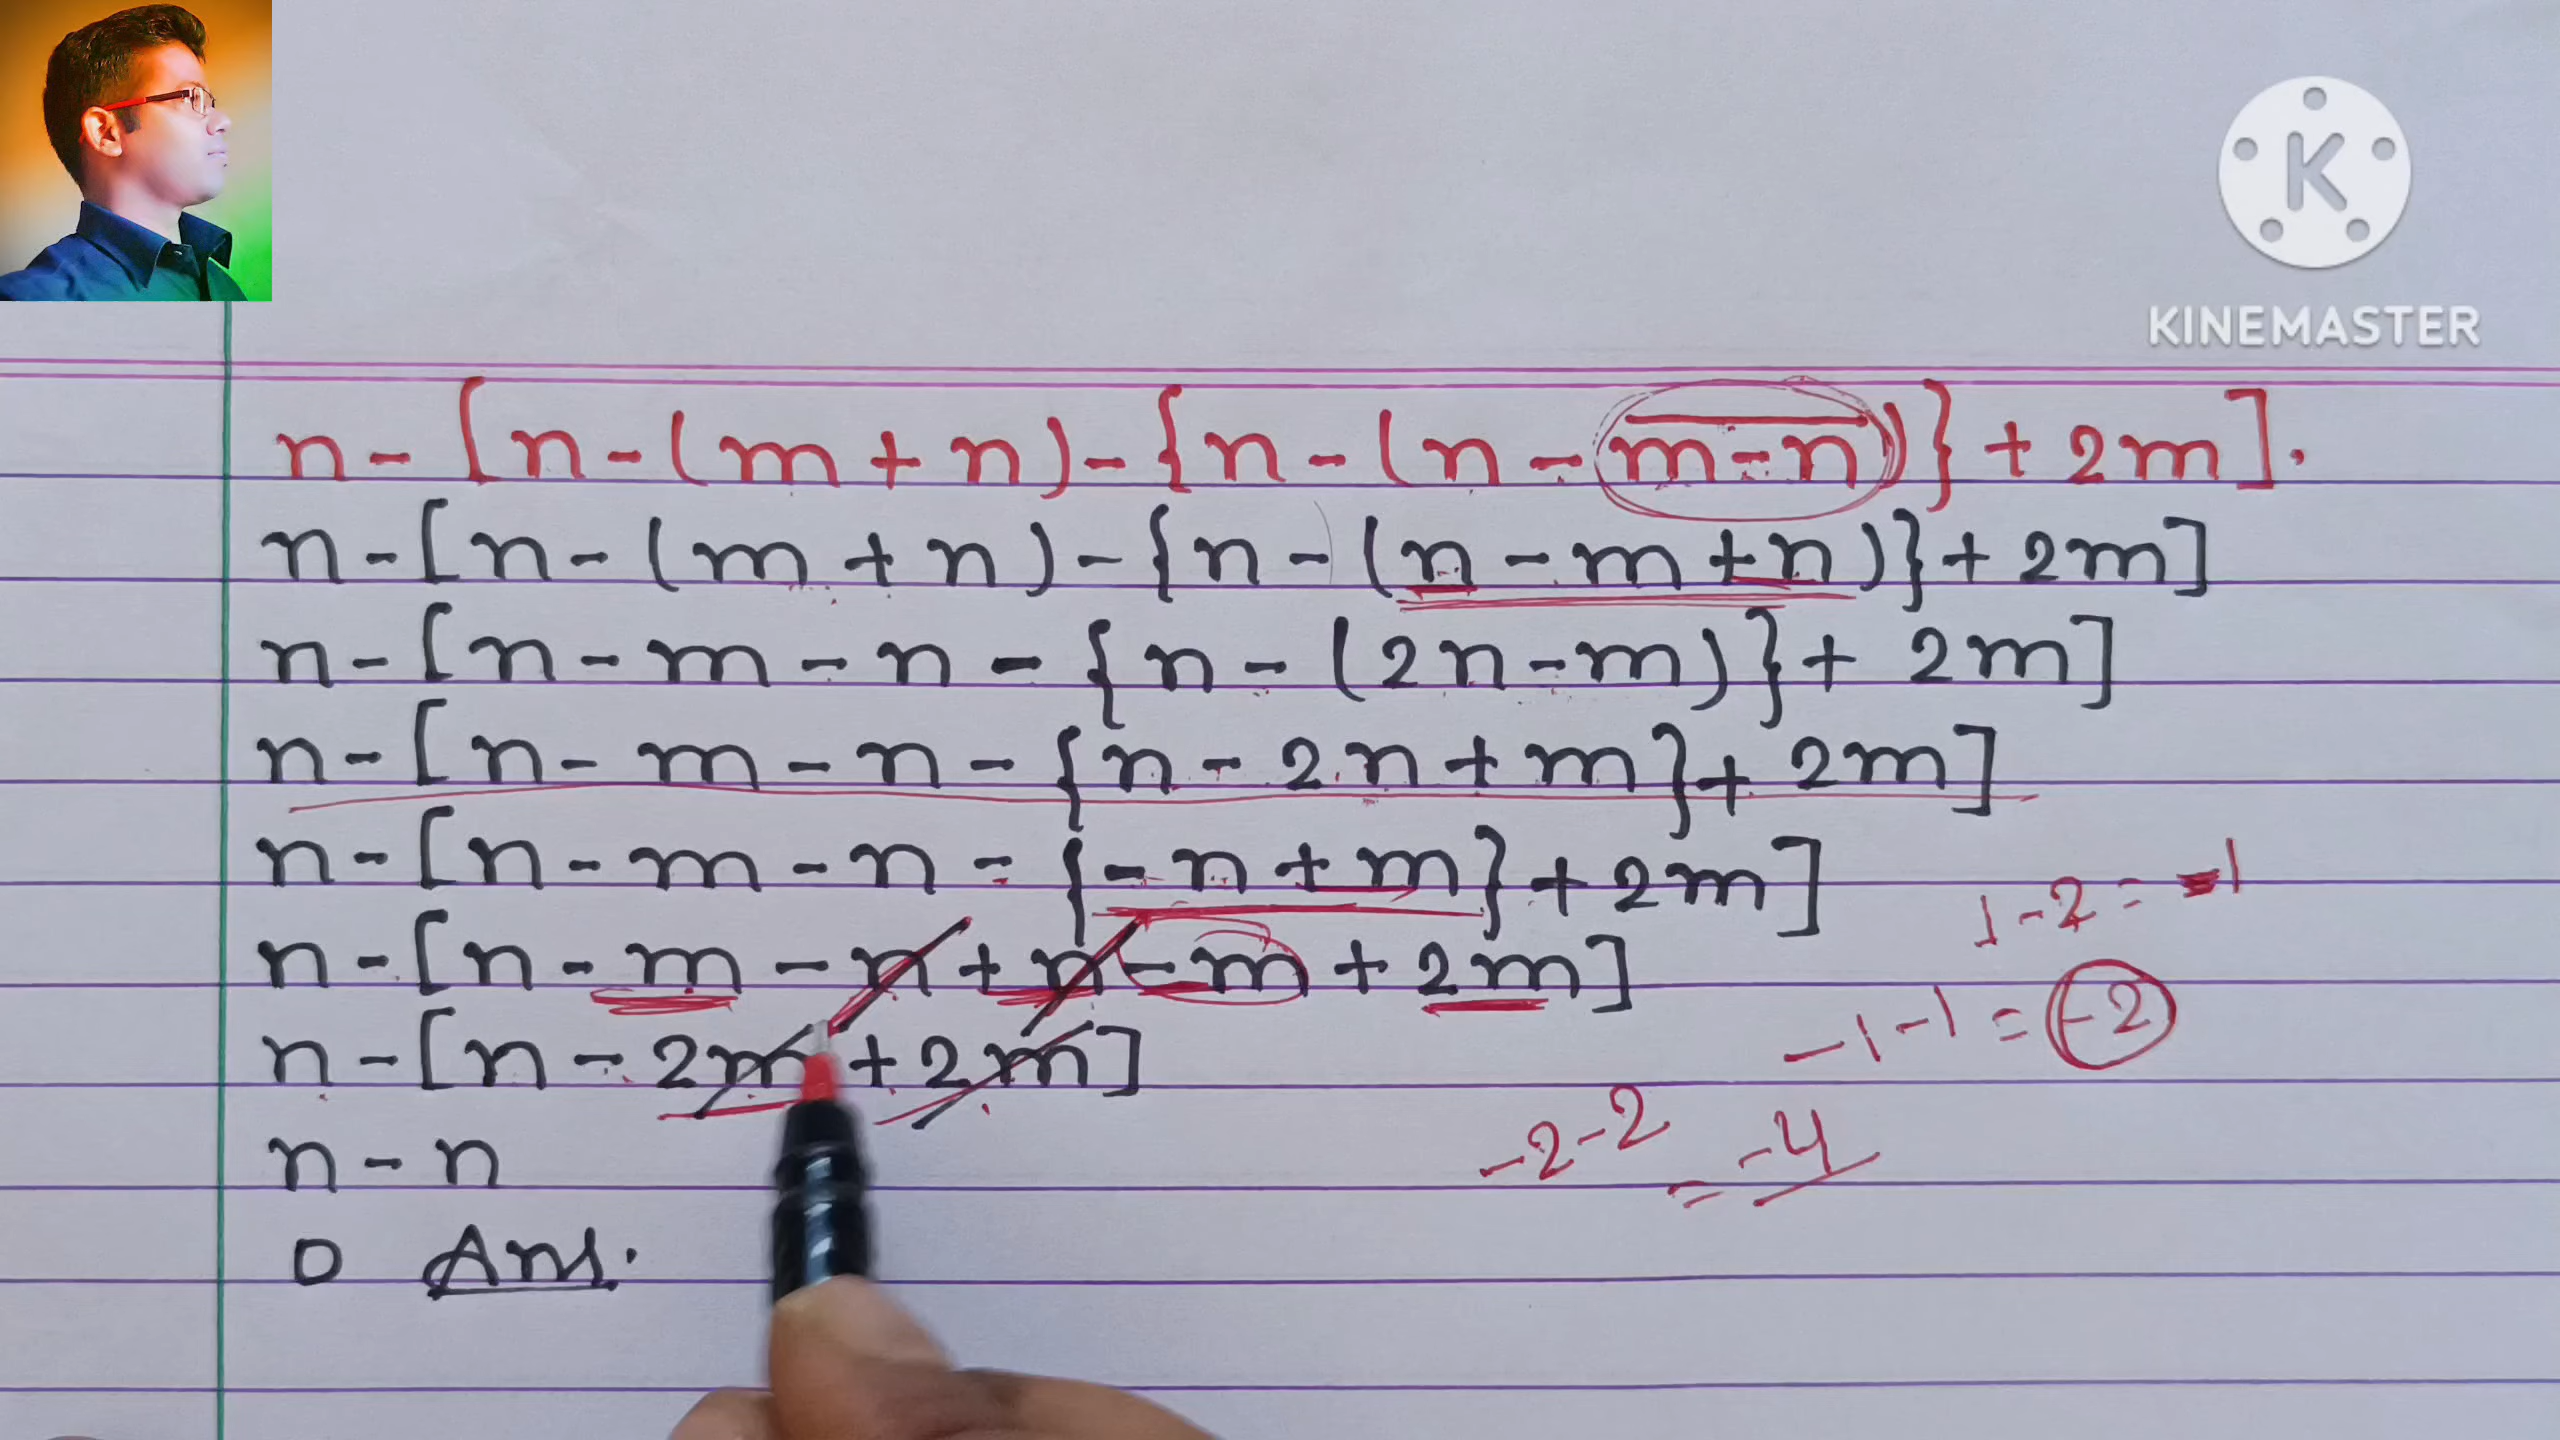 K
KINEMASTER
n-[n-(m+n)-{n-(n-m̅-̅n̅)}+2m].
n-[n-(m+n)-{n-(n-m+n)}+2m]
n-[n-m-n-{n-(2n-m)}+2m]
n-[n-m-n-{n-2n+m}+2m]
n-[n-m-n-{-n+m}+2m]
1-2=-1
n-[n-m-n+n-m+2m]
-1-1=-2
n-[n-2m+2m]
-2-2=-4
n-n
0 Ans.